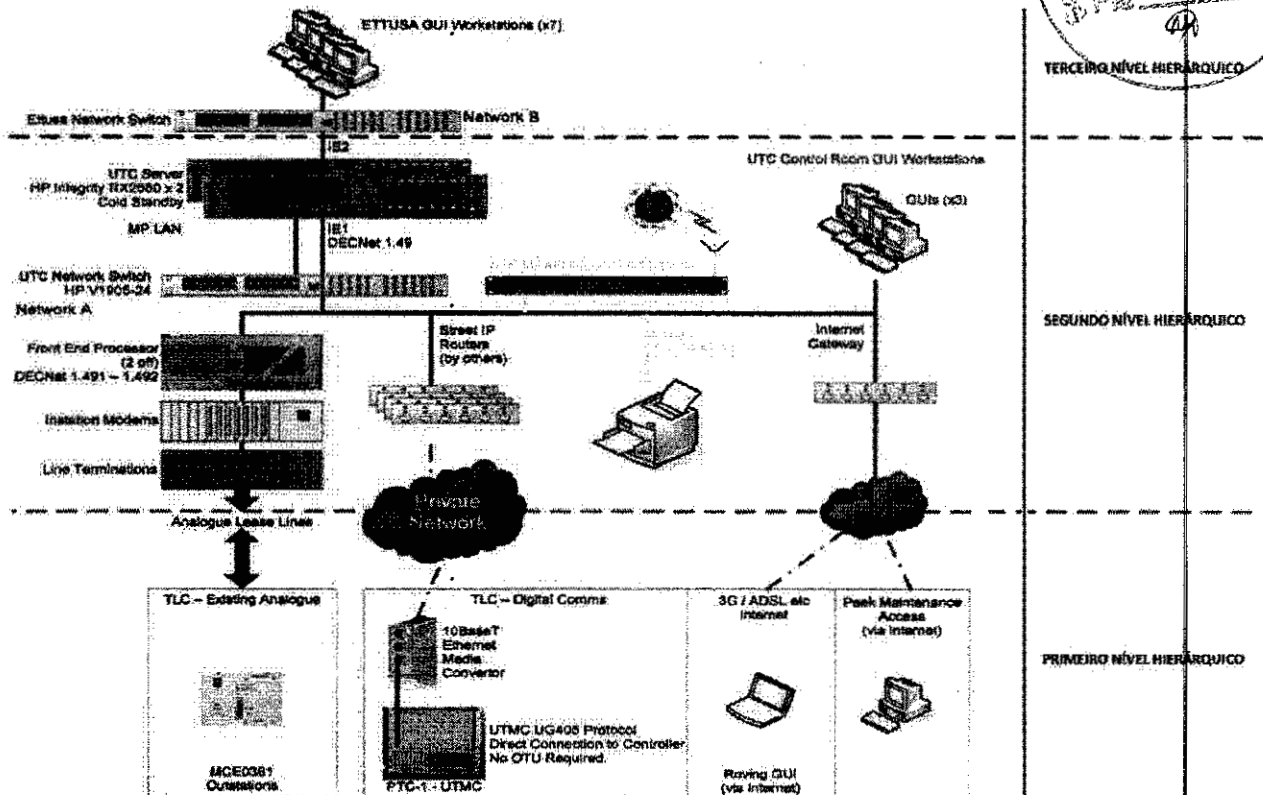 ETTUSA GUI Workstations (x7)
TERCEIRO NÍVEL HIERÁRQUICO
Ettusa Network Switch
Network B
IE2
UTC Server
HP Integrity RX2660 x 2
Cold Standby
UTC Control Room GUI Workstations
GUIs (x3)
MP LAN
IE1
DECNet 1.49
UTC Network Switch
HP V1905-24
Network A
SEGUNDO NÍVEL HIERÁRQUICO
Front End Processor
(2 off)
DECNet 1.491 – 1.492
Street IP
Routers
(by others)
Internet
Gateway
Instation Modems
Line Terminations
Private
Network
Analogue Lease Lines
TLC – Existing Analogue
TLC – Digital Comms
3G / ADSL etc
Internet
Peek Maintenance
Access
(via Internet)
10BaseT
Ethernet
Media
Convertor
PRIMEIRO NÍVEL HIERÁRQUICO
UTMC UG405 Protocol
Direct Connection to Controller
No OTU Required.
MCE0361
Outstations
PTC-1 - UTMC
Roving GUI
(via Internet)